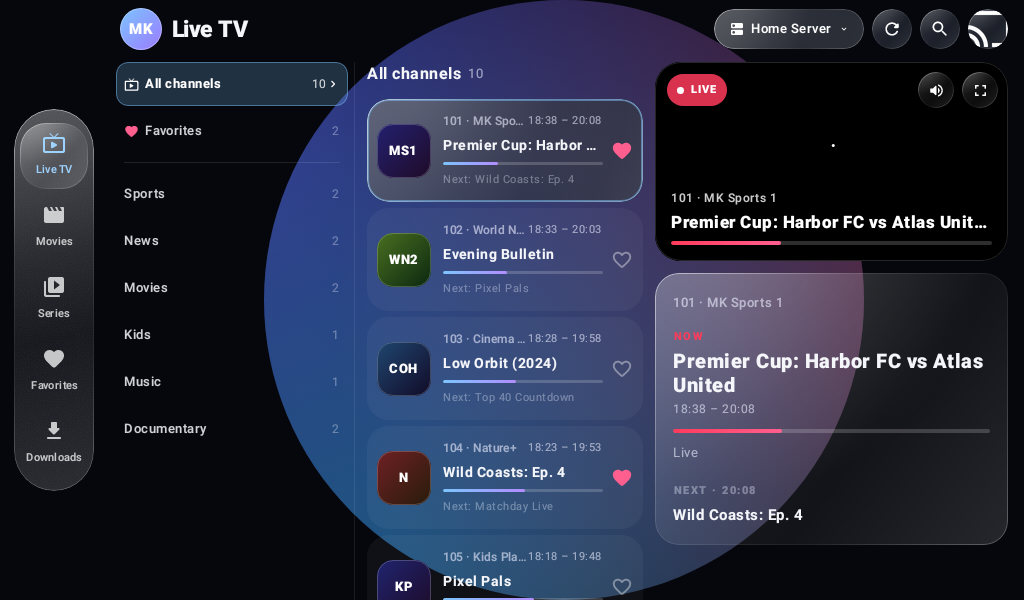 MK Live TV
Home Server
Live TV
Movies
Series
Favorites
Downloads
All channels 10
Favorites 2
Sports 2
News 2
Movies 2
Kids 1
Music 1
Documentary 2
All channels 10
MS1
101 · MK Spo… 18:38 – 20:08
Premier Cup: Harbor …
Next: Wild Coasts: Ep. 4
WN2
102 · World N… 18:33 – 20:03
Evening Bulletin
Next: Pixel Pals
COH
103 · Cinema … 18:28 – 19:58
Low Orbit (2024)
Next: Top 40 Countdown
N
104 · Nature+ 18:23 – 19:53
Wild Coasts: Ep. 4
Next: Matchday Live
KP
105 · Kids Pla… 18:18 – 19:48
Pixel Pals
LIVE
101 · MK Sports 1
Premier Cup: Harbor FC vs Atlas Unit…
101 · MK Sports 1
NOW
Premier Cup: Harbor FC vs Atlas
United
18:38 – 20:08
Live
NEXT · 20:08
Wild Coasts: Ep. 4